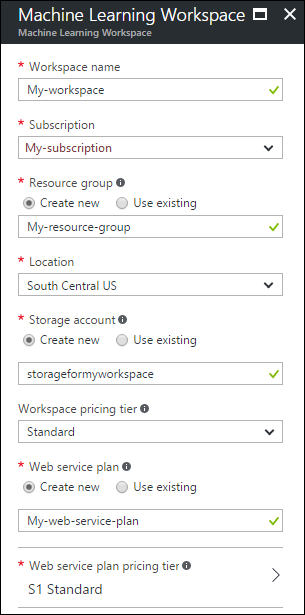 Machine Learning Workspace
Machine Learning Workspace
* Workspace name
My-workspace
* Subscription
My-subscription
* Resource group
Create new Use existing
My-resource-group
* Location
South Central US
* Storage account
Create new Use existing
storageformyworkspace
Workspace pricing tier
Standard
* Web service plan
Create new Use existing
My-web-service-plan
* Web service plan pricing tier
S1 Standard